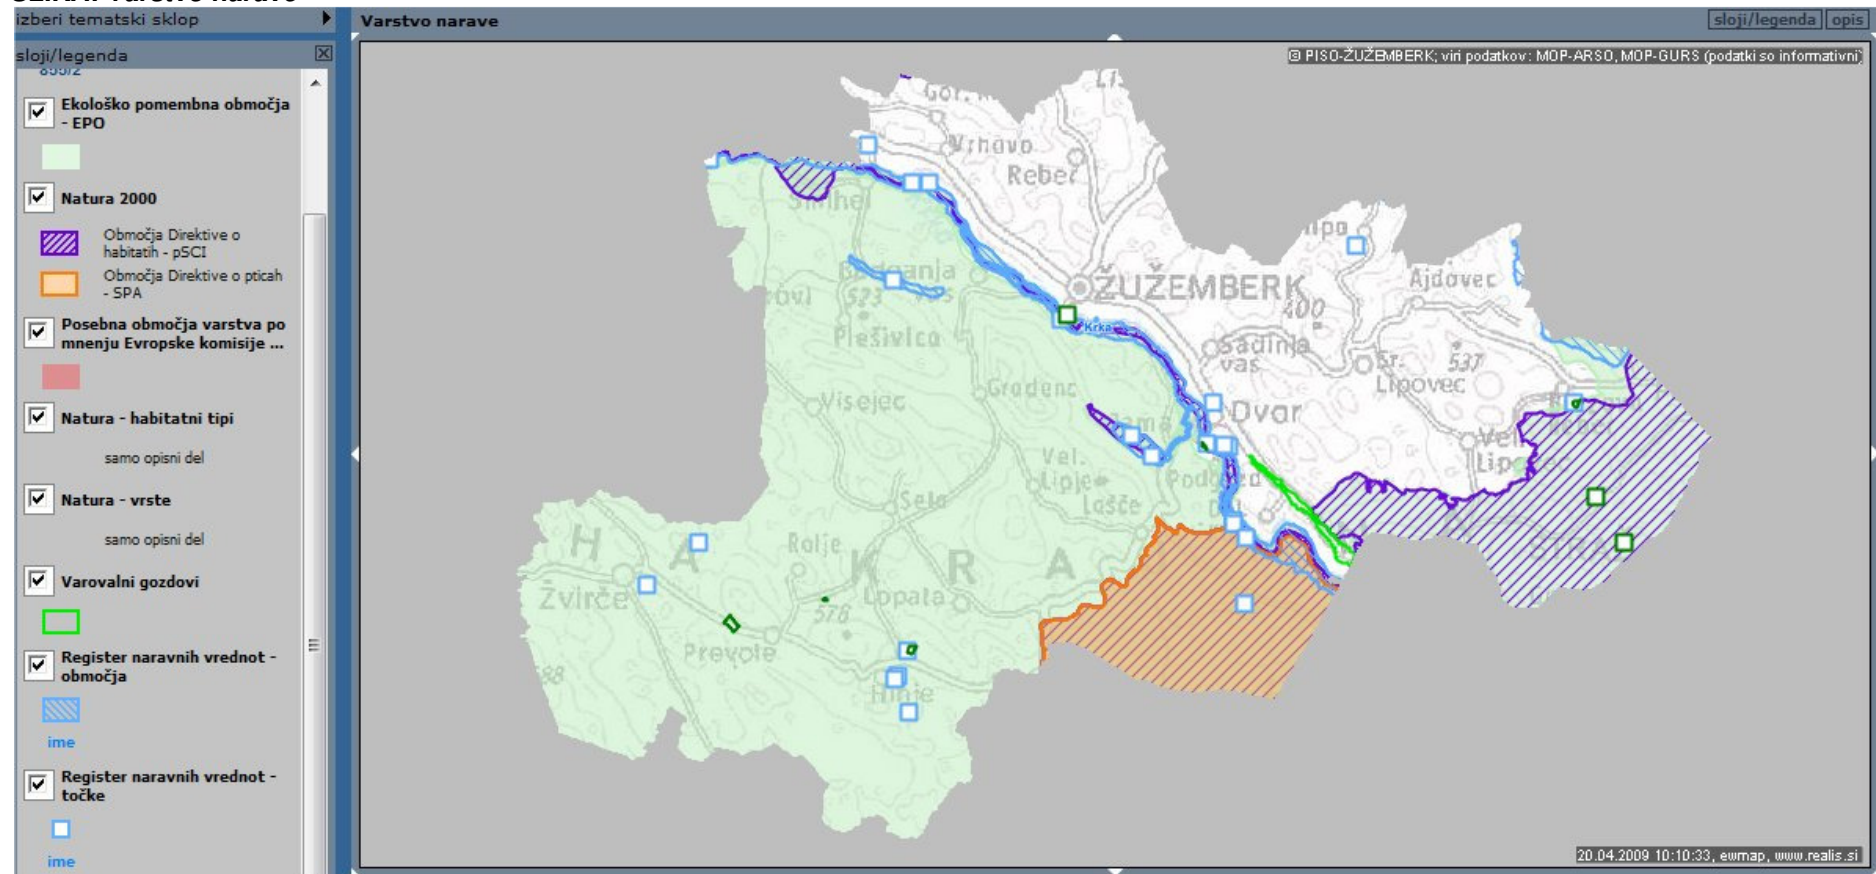 izberi tematski sklop
Varstvo narave
sloji/legenda
opis
sloji/legenda
© PISO-ŽUŽEMBERK; viri podatkov: MOP-ARSO, MOP-GURS (podatki so informativni)
Ekološko pomembna območja
- EPO
Natura 2000
Območja Direktive o
habitatih - pSCI
Območja Direktive o pticah
- SPA
Posebna območja varstva po
mnenju Evropske komisije ...
Natura - habitatni tipi
samo opisni del
Natura - vrste
samo opisni del
Varovalni gozdovi
Register naravnih vrednot -
območja
ime
Register naravnih vrednot -
točke
ime
Vrhovo
Reber
ŽUŽEMBERK
Ajdovec
400
523
Plešivica
Krka
Sadinja
vas
537
Lipovec
Visejec
Gradenc
Dvor
Vel.
Lipje
Lašče
Sela
H
A
K
R
A
Ratje
Žvirče
Lopata
578
Prevole
88
Hinje
20.04.2009 10:10:33, ewmap, www.realis.si